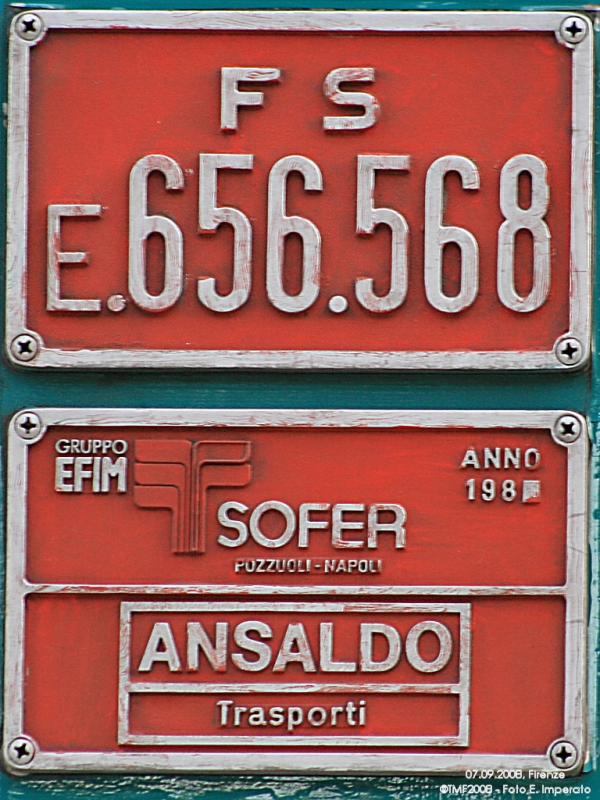 F S
E.656.568
GRUPPO
EFIM
ANNO
198
SOFER
POZZUOLI-NAPOLI
ANSALDO
Trasporti
07.09.2008, Firenze
©TMF2008 - Foto E. Imperato